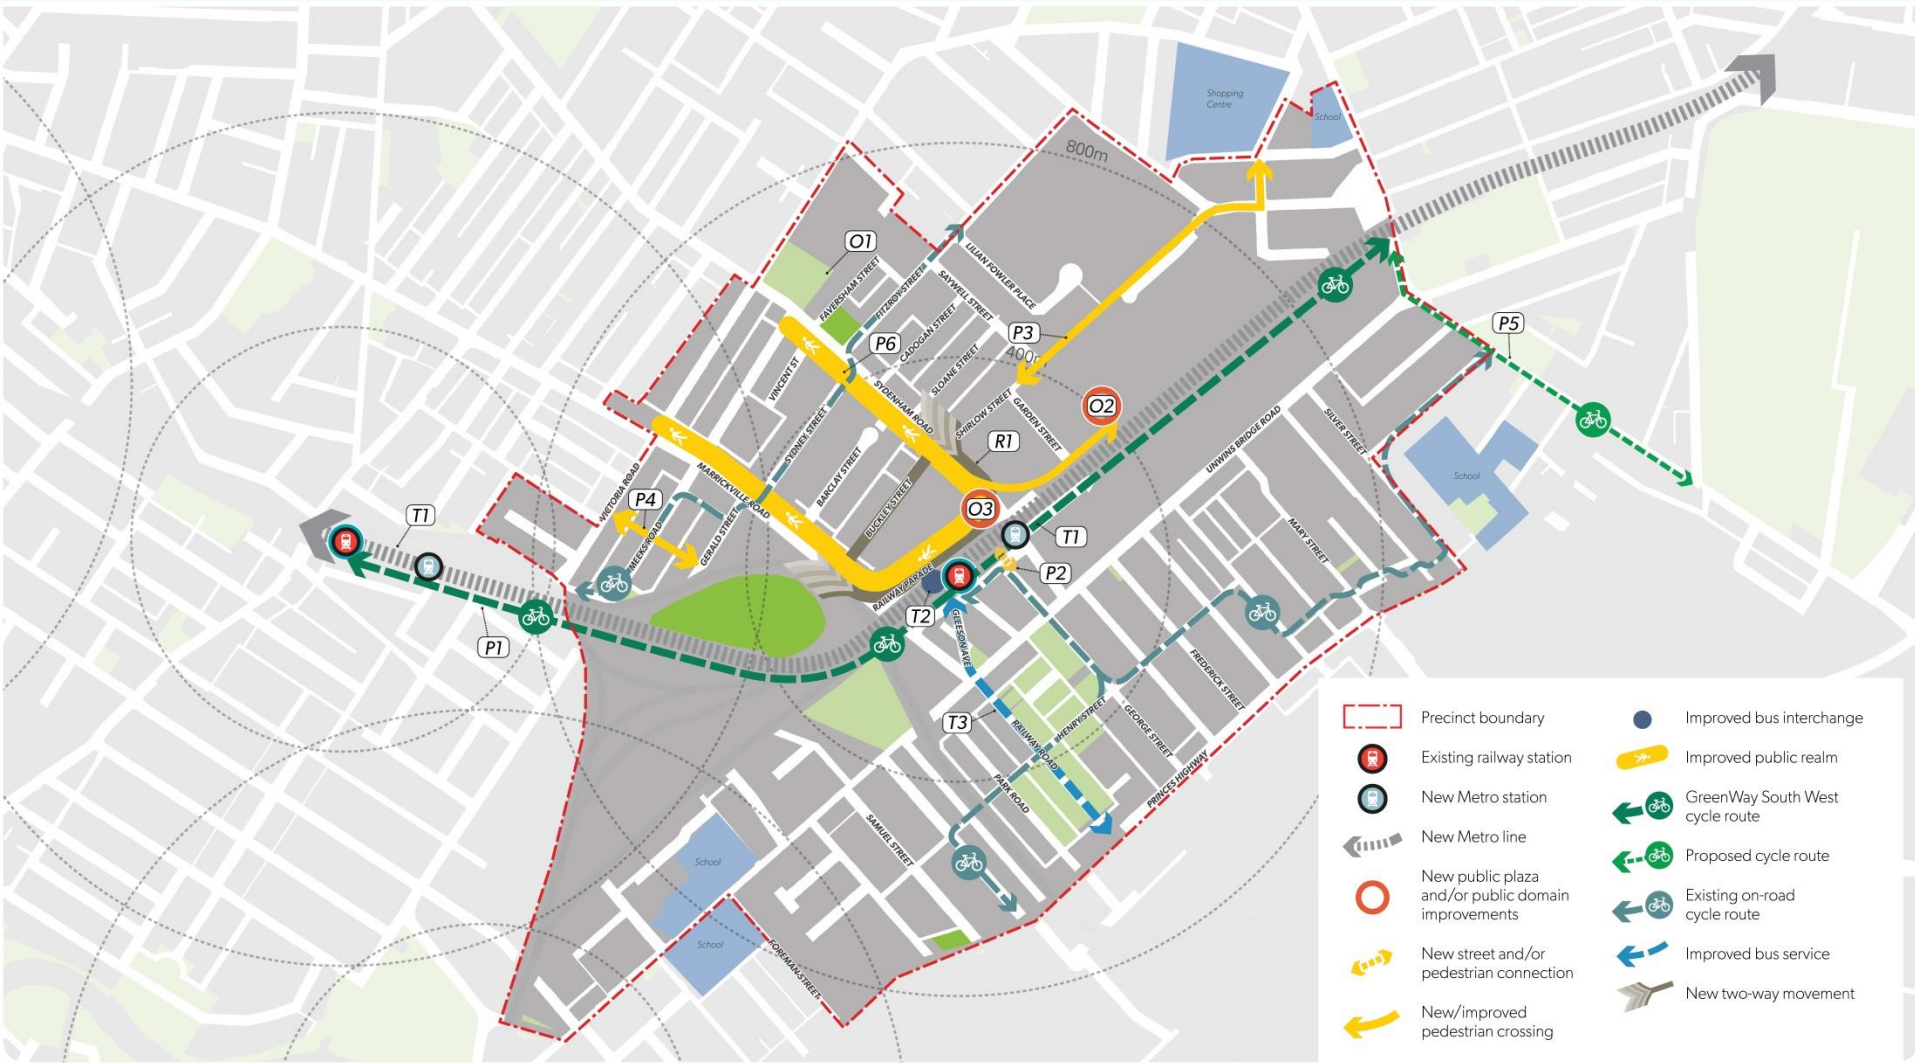 Shopping
Centre
School
800m
O1
LILIAN FOWLER PLACE
FAVERSHAM STREET
FITZROY STREET
SAYWELL STREET
CADOGAN STREET
P6
P3
400m
P5
VINCENT ST
SLOANE STREET
SYDENHAM ROAD
SHIRLOW STREET
GARDEN STREET
O2
SYDNEY STREET
R1
UNWINS BRIDGE ROAD
SILVER STREET
BARCLAY STREET
MARRICKVILLE ROAD
VICTORIA ROAD
P4
BUCKLEY STREET
O3
School
T1
MEEKS ROAD
GERALD STREET
T1
MARY STREET
P2
RAILWAY PARADE
T2
P1
GLEESON AVE
FREDERICK STREET
T3
HENRY STREET
GEORGE STREET
RAILWAY ROAD
PARK ROAD
PRINCES HIGHWAY
SAMUEL STREET
School
School
FOREMAN STREET
Precinct boundary
Existing railway station
New Metro station
New Metro line
New public plaza
and/or public domain
improvements
New street and/or
pedestrian connection
New/improved
pedestrian crossing
Improved bus interchange
Improved public realm
GreenWay South West
cycle route
Proposed cycle route
Existing on-road
cycle route
Improved bus service
New two-way movement